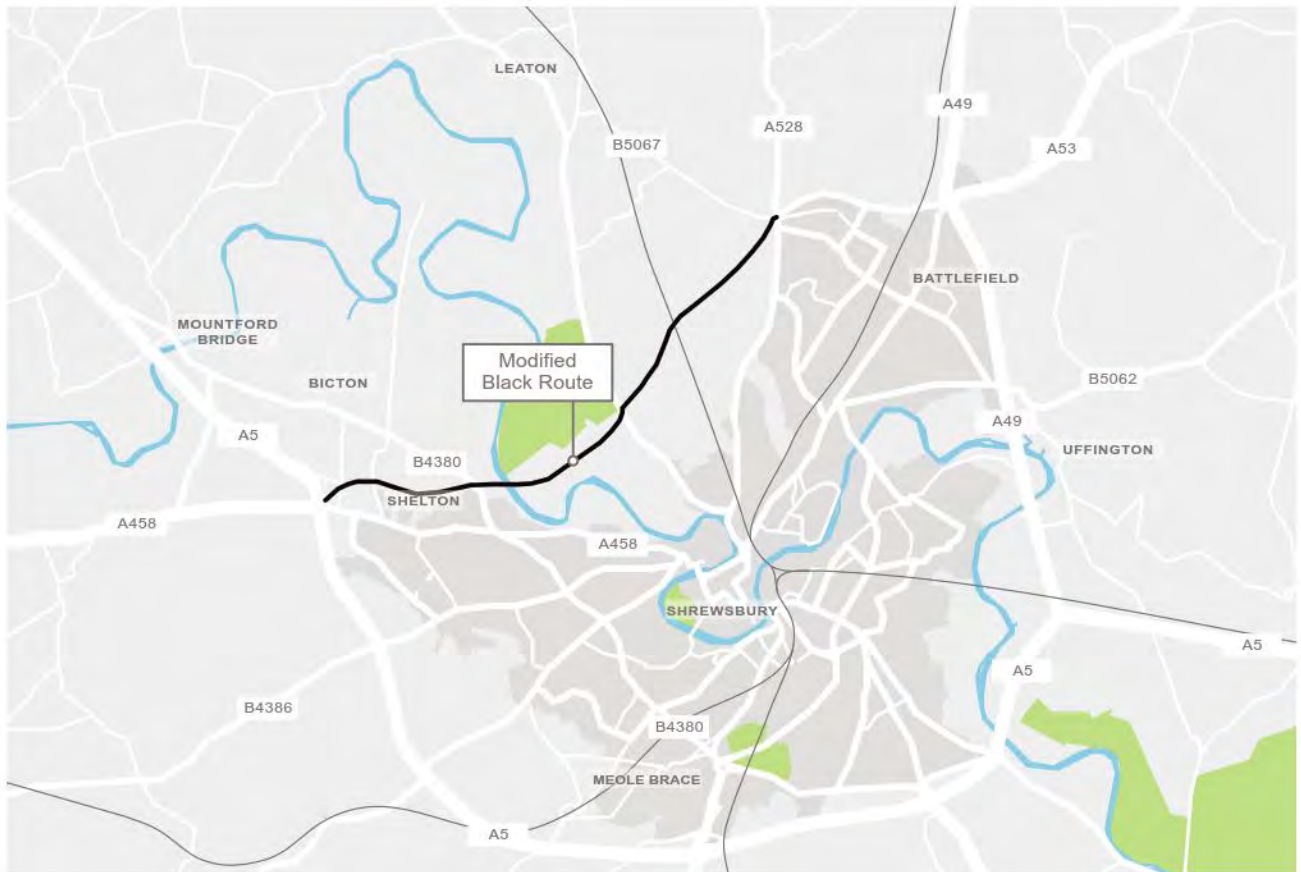 LEATON
A49
A528
B5067
A53
BATTLEFIELD
MOUNTFORD
BRIDGE
Modified
Black Route
BICTON
B5062
A49
A5
UFFINGTON
B4380
SHELTON
A458
A458
SHREWSBURY
A5
A5
B4386
B4380
MEOLE BRACE
A5